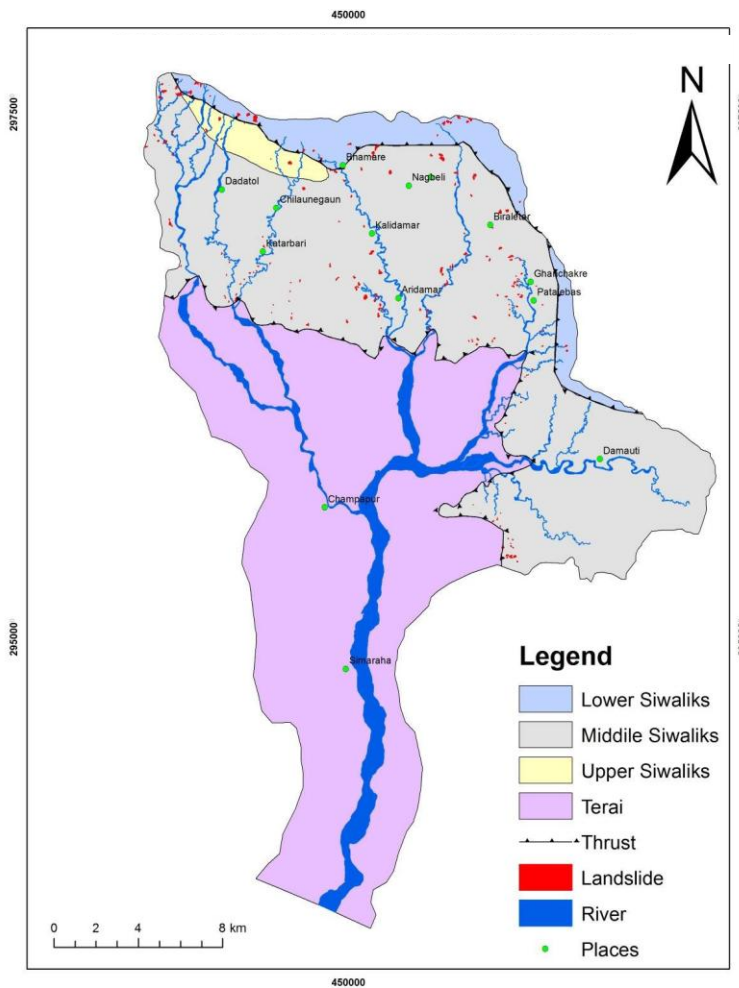 450000
N
297500
Bhamare
Nagbeli
Dadatol
Chilaunegaun
Biraletar
Kalidamar
Katarbari
Ghanchakre
Aridamar
Patalebas
Damauti
Champapur
295000
Simaraha
Legend
Lower Siwaliks
Middile Siwaliks
Upper Siwaliks
Terai
Thrust
Landslide
River
Places
0 2 4 8 km
450000